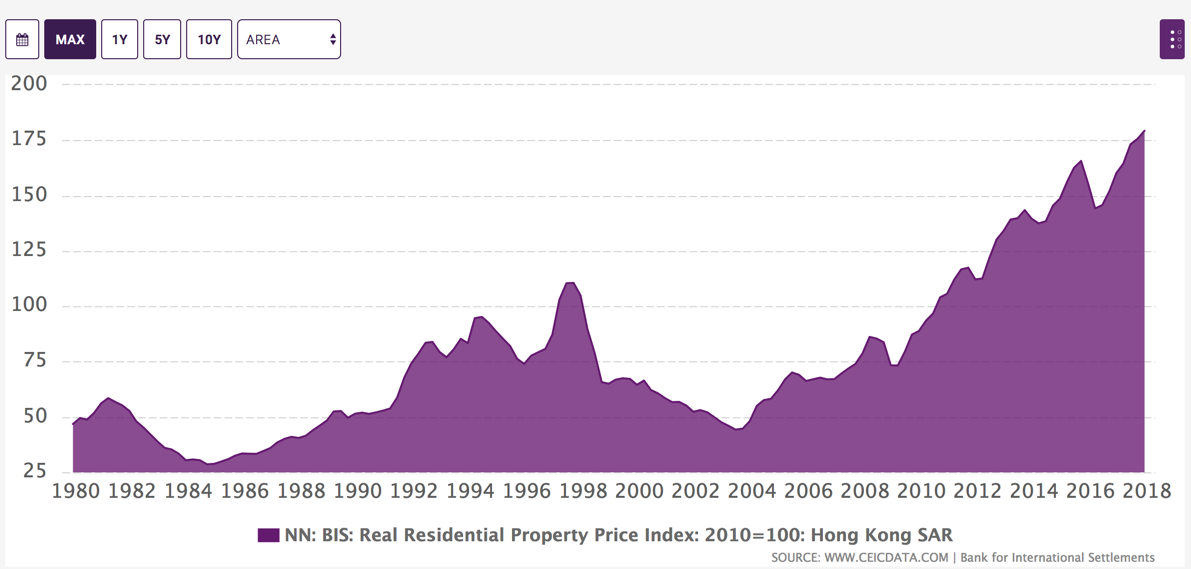 MAX 1Y 5Y 10Y AREA
200
175
150
125
100
75
50
25
1980 1982 1984 1986 1988 1990 1992 1994 1996 1998 2000 2002 2004 2006 2008 2010 2012 2014 2016 2018
NN: BIS: Real Residential Property Price Index: 2010=100: Hong Kong SAR
SOURCE: WWW.CEICDATA.COM | Bank for International Settlements